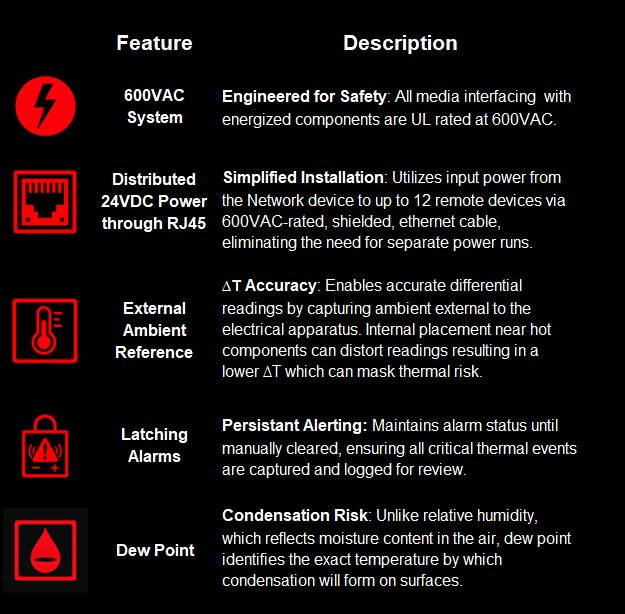 Feature Description
600VAC
System
Engineered for Safety: All media interfacing with
energized components are UL rated at 600VAC.
Distributed
24VDC Power
through RJ45
Simplified Installation: Utilizes input power from
the Network device to up to 12 remote devices via
600VAC-rated, shielded, ethernet cable,
eliminating the need for separate power runs.
External
Ambient
Reference
ΔT Accuracy: Enables accurate differential
readings by capturing ambient external to the
electrical apparatus. Internal placement near hot
components can distort readings resulting in a
lower ΔT which can mask thermal risk.
Latching
Alarms
Persistant Alerting: Maintains alarm status until
manually cleared, ensuring all critical thermal events
are captured and logged for review.
Dew Point
Condensation Risk: Unlike relative humidity,
which reflects moisture content in the air, dew point
identifies the exact temperature by which
condensation will form on surfaces.